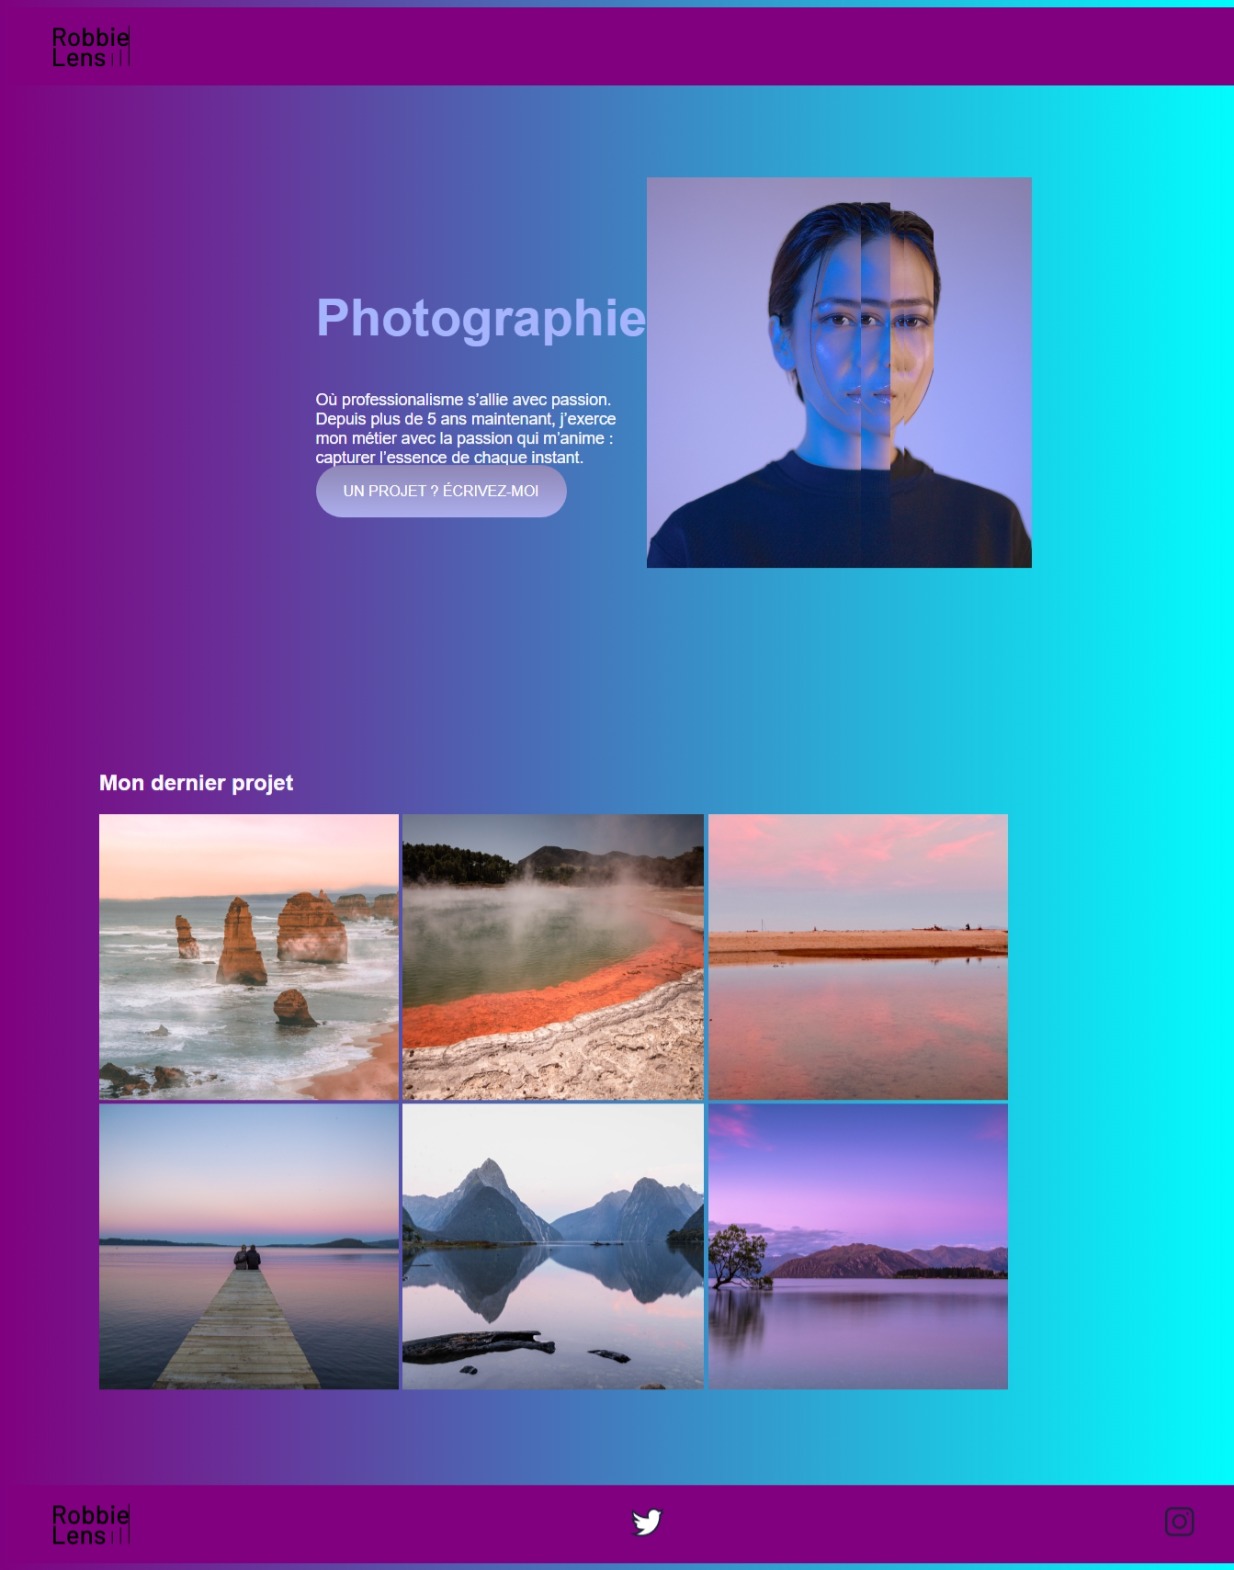 Robbie
Lens
Photographie
Où professionalisme s’allie avec passion.
Depuis plus de 5 ans maintenant, j’exerce
mon métier avec la passion qui m’anime :
capturer l’essence de chaque instant.
UN PROJET ? ÉCRIVEZ-MOI
Mon dernier projet
Robbie
Lens